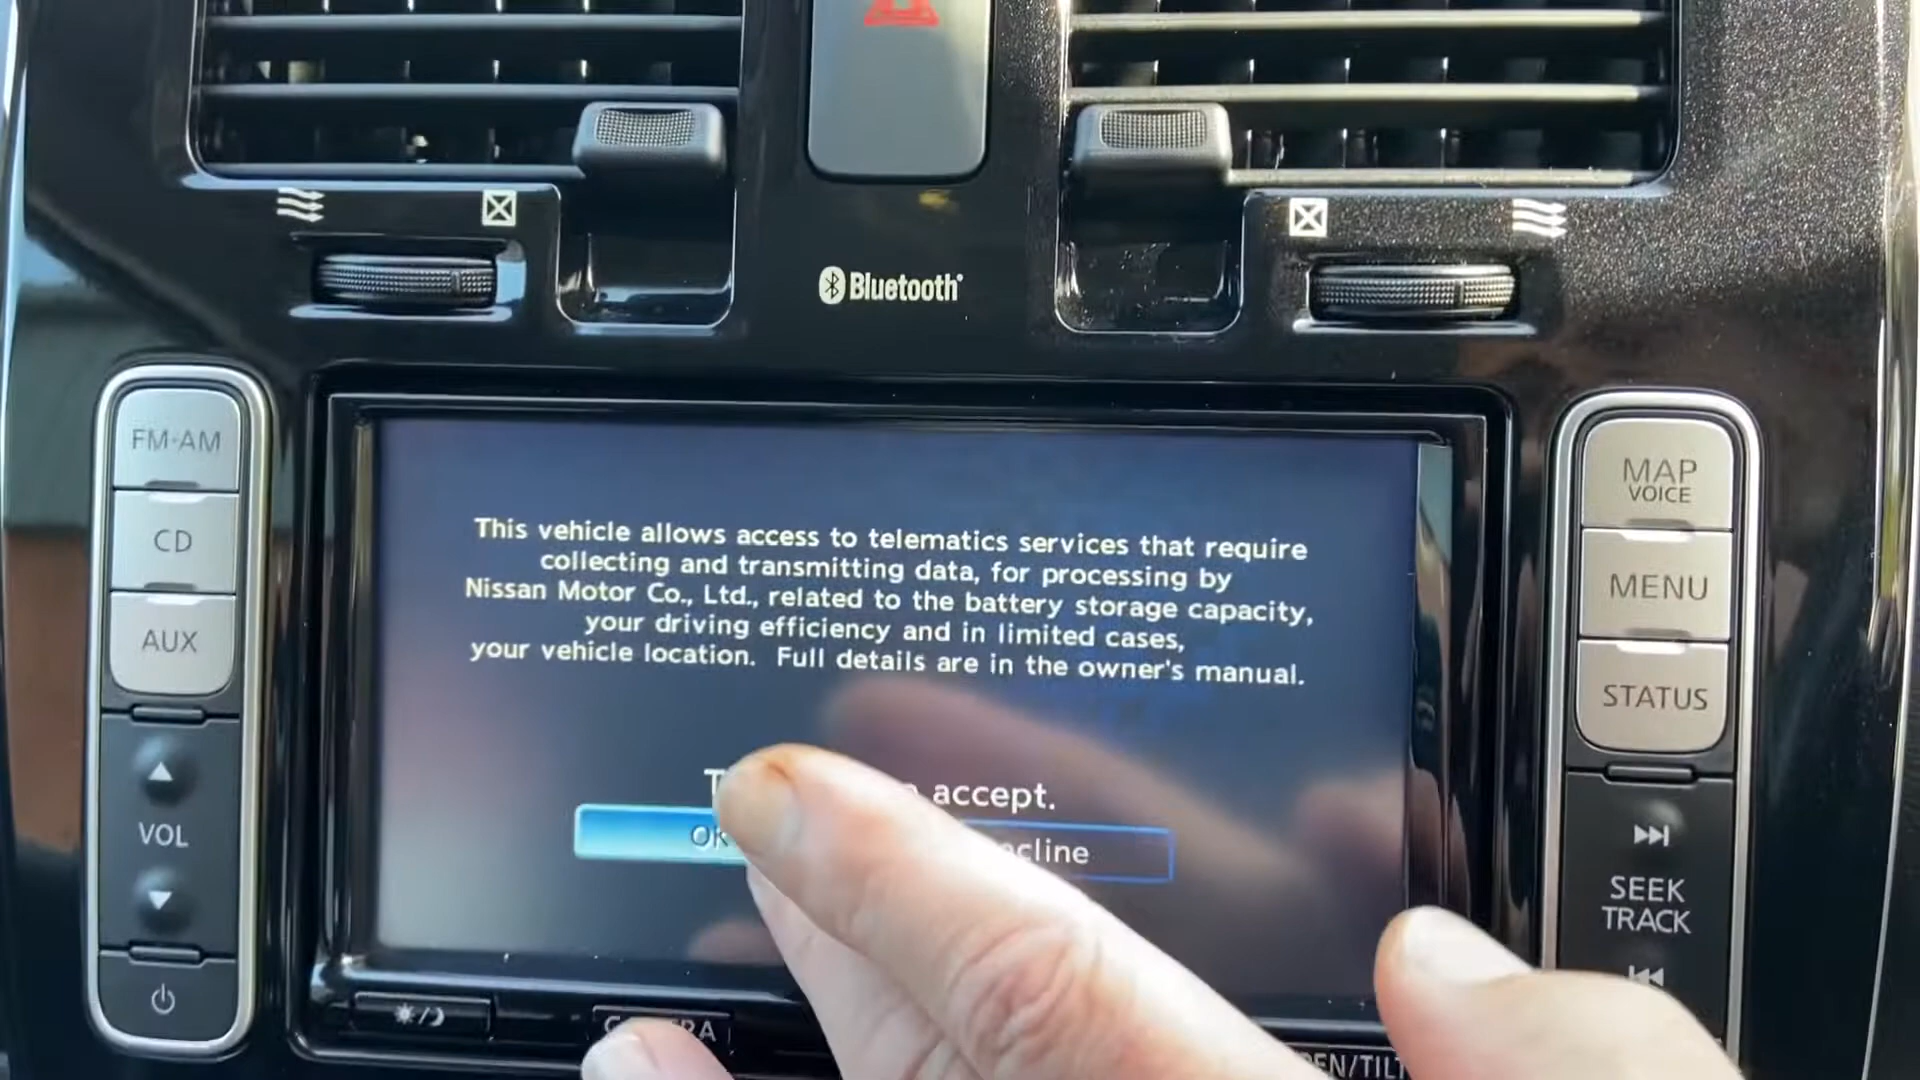 Bluetooth
FM·AM
CD
AUX
VOL
MAP
VOICE
MENU
STATUS
SEEK
TRACK
This vehicle allows access to telematics services that require
collecting and transmitting data, for processing by
Nissan Motor Co., Ltd., related to the battery storage capacity,
your driving efficiency and in limited cases,
your vehicle location. Full details are in the owner's manual.
accept.